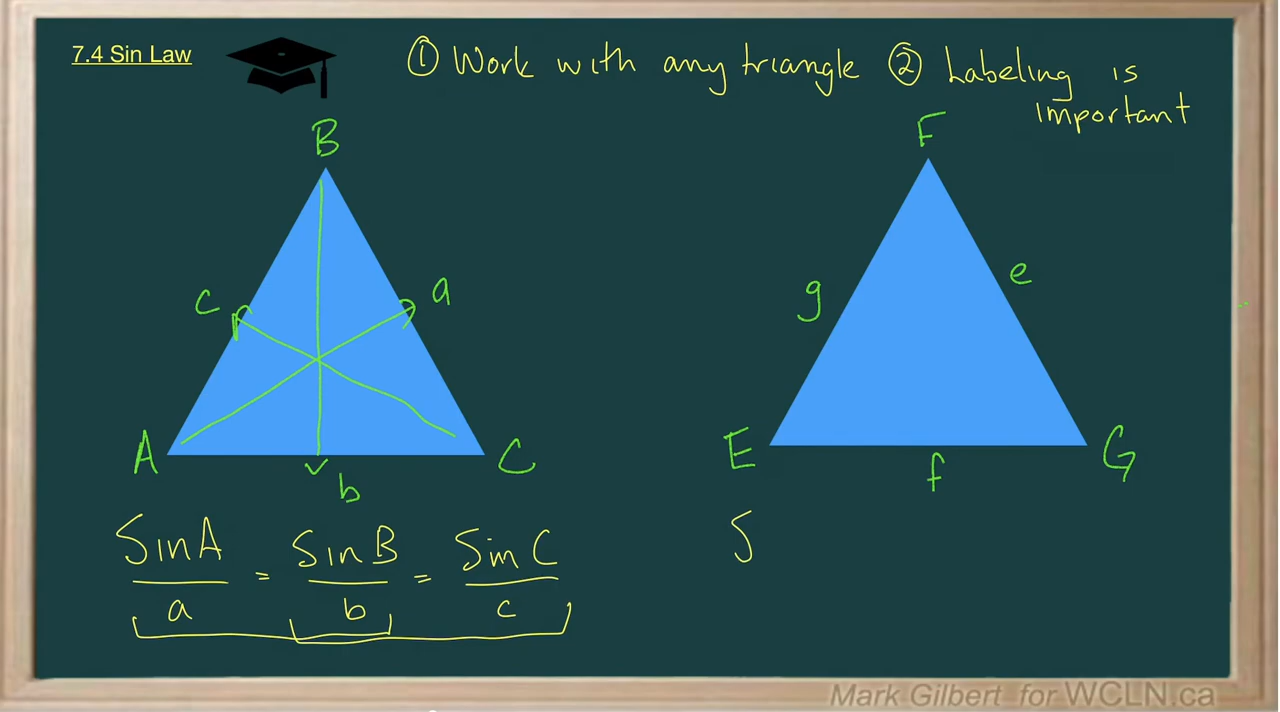 7.4 Sin Law
① Work with any triangle ② Labeling is
important
B
F
c
a
g
e
A
C
b
E
G
f
SinA/a = SinB/b = SinC/c
S
Mark Gilbert for WCLN.ca